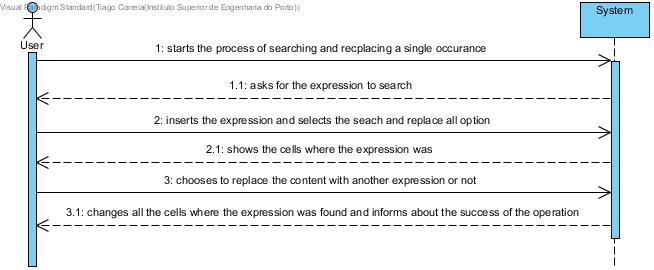 Visual Paradigm Standard(Tiago Correia(Instituto Superior de Engenharia do Porto))
System
User
1: starts the process of searching and recplacing a single occurance
1.1: asks for the expression to search
2: inserts the expression and selects the seach and replace all option
2.1: shows the cells where the expression was
3: chooses to replace the content with another expression or not
3.1: changes all the cells where the expression was found and informs about the success of the operation